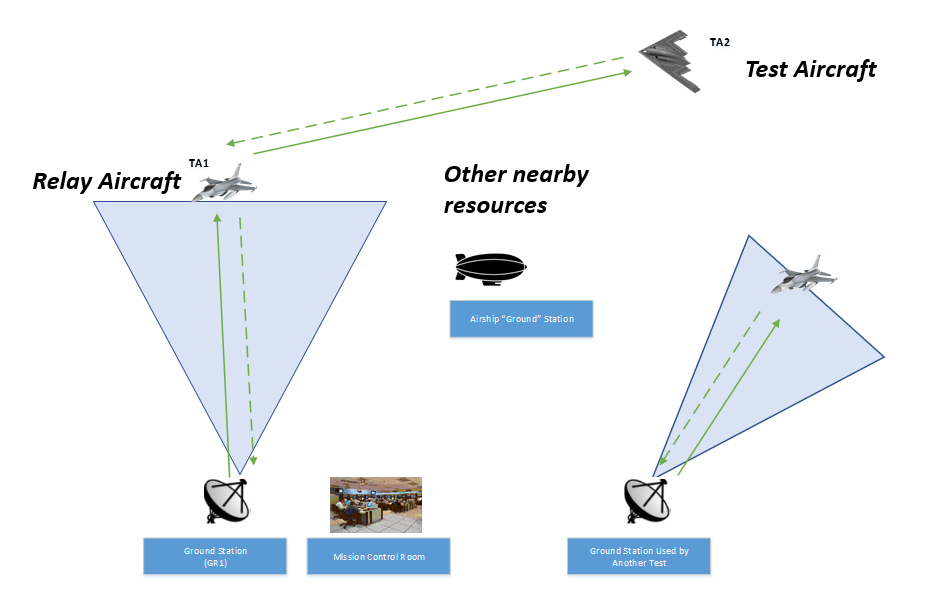 TA2
Test Aircraft
TA1
Relay Aircraft
Other nearby
resources
Airship “Ground” Station
Ground Station
(GR1)
Mission Control Room
Ground Station Used by
Another Test